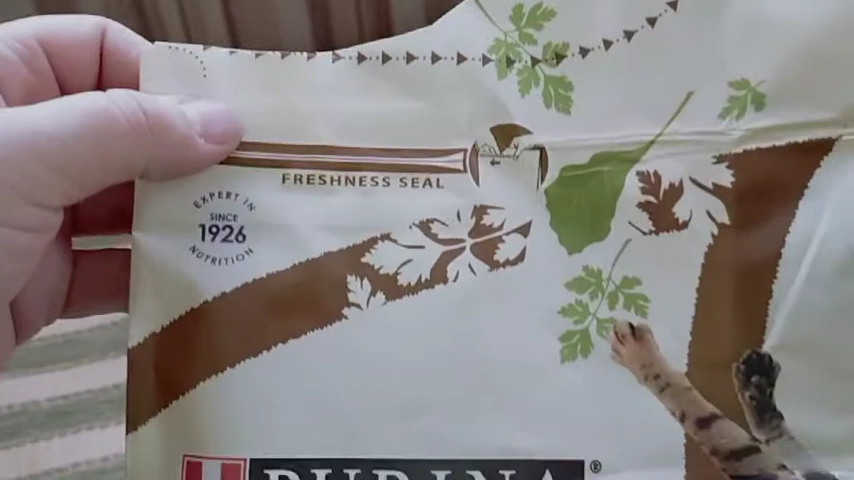 FRESHNESS SEAL
EXPERT IN
SINCE
1926
NUTRITION
PURINA®